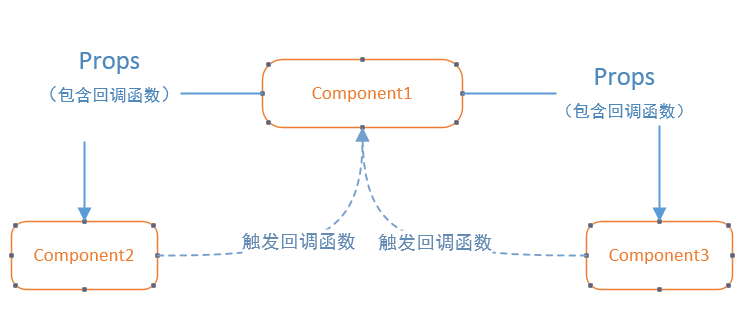 Props
（包含回调函数）
Component1
Props
（包含回调函数）
触发回调函数
触发回调函数
Component2
Component3